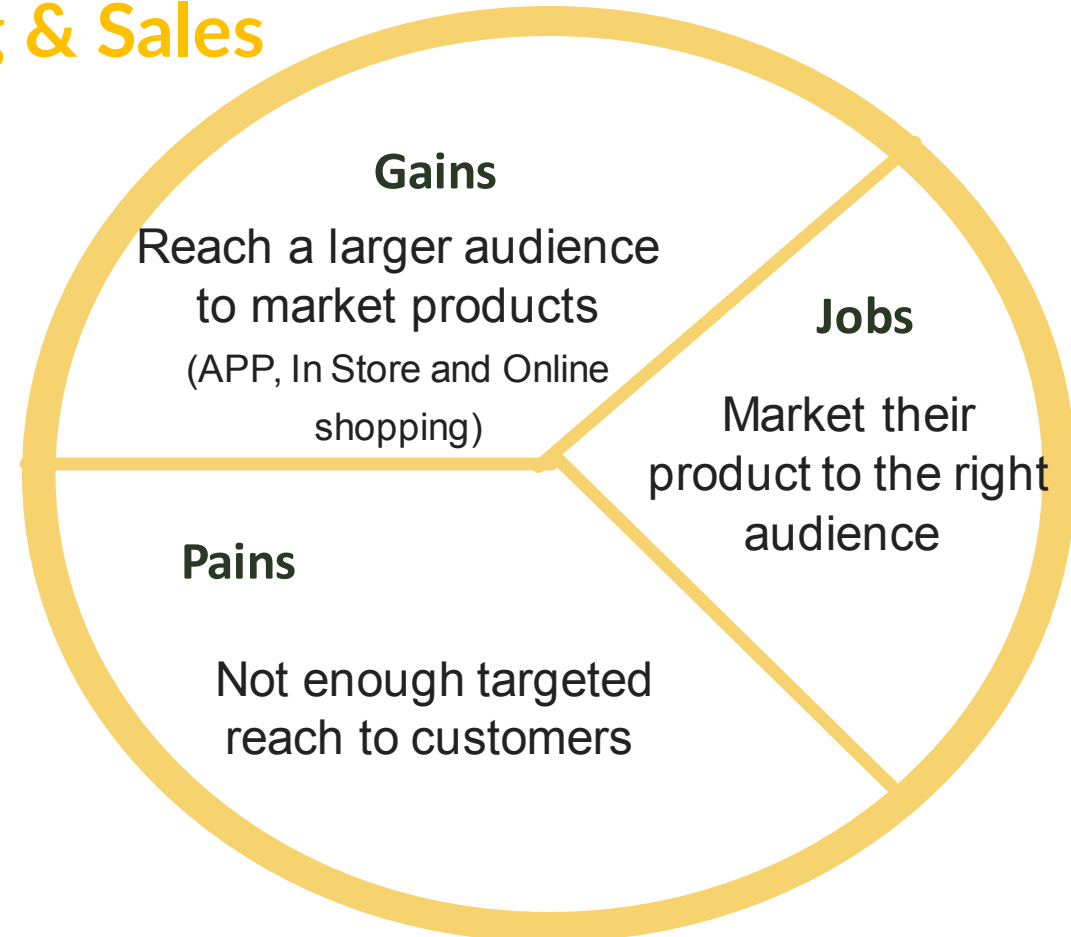 & Sales
Gains
Reach a larger audience
to market products
(APP, In Store and Online
shopping)
Jobs
Market their
product to the right
audience
Pains
Not enough targeted
reach to customers